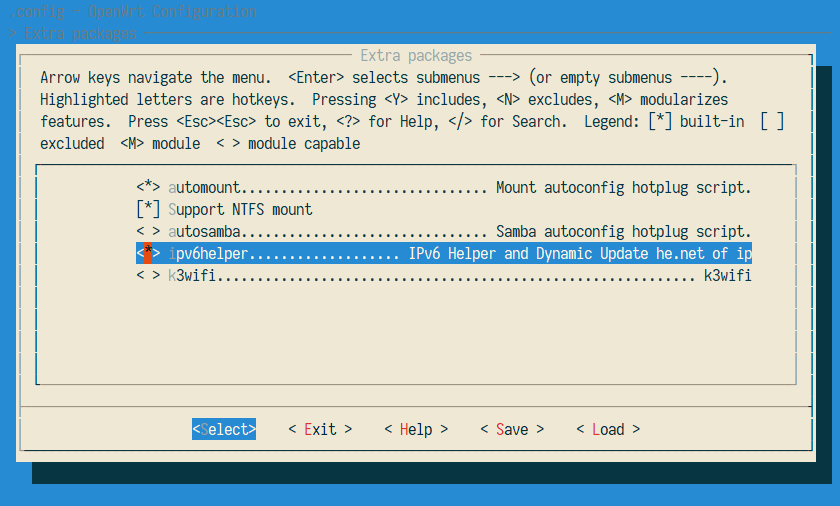 .config - OpenWrt Configuration
> Extra packages
Extra packages
Arrow keys navigate the menu.  <Enter> selects submenus ---> (or empty submenus ----).
Highlighted letters are hotkeys.  Pressing <Y> includes, <N> excludes, <M> modularizes
features.  Press <Esc><Esc> to exit, <?> for Help, </> for Search.  Legend: [*] built-in  [ ]
excluded  <M> module  < > module capable
<*> automount............................... Mount autoconfig hotplug script.
[*] Support NTFS mount
< > autosamba............................... Samba autoconfig hotplug script.
<*> ipv6helper................... IPv6 Helper and Dynamic Update he.net of ip
< > k3wifi............................................................ k3wifi
<Select>    < Exit >    < Help >    < Save >    < Load >